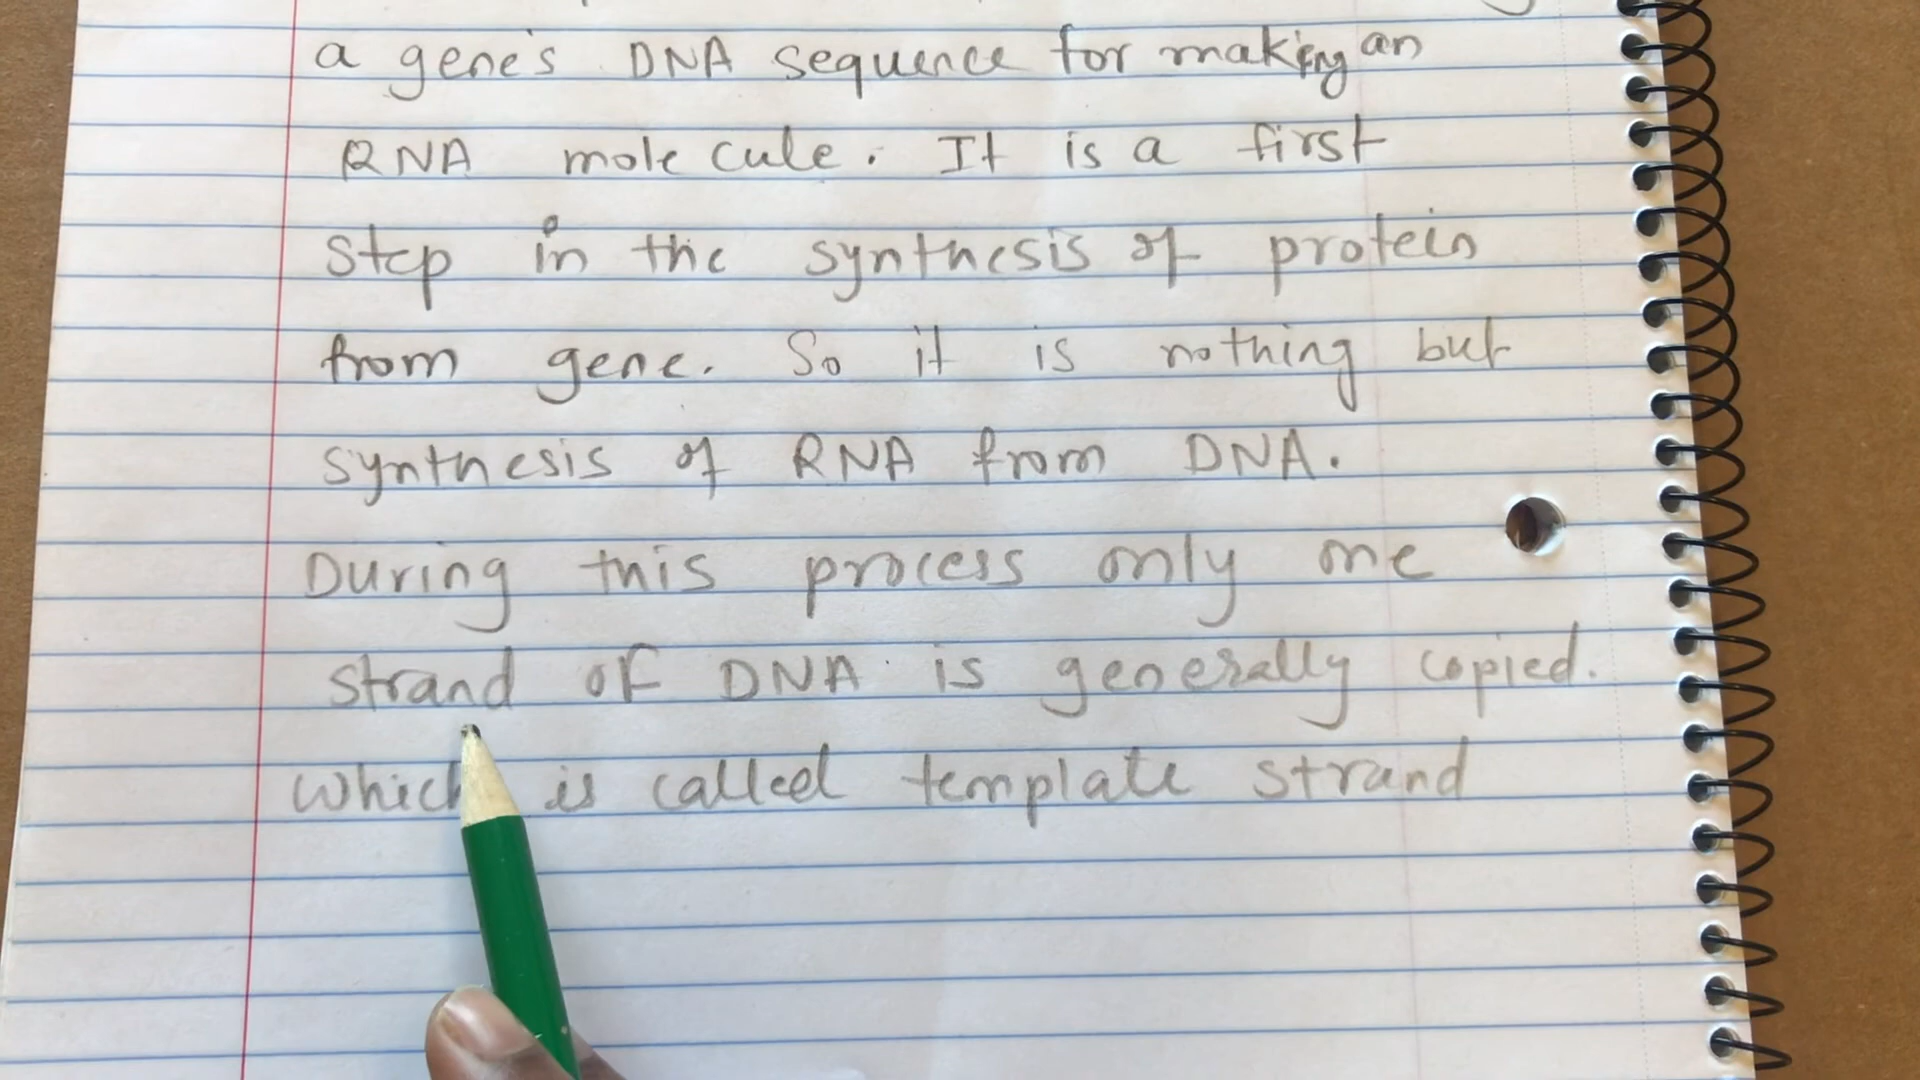 a gene's DNA sequence for making an
RNA molecule. It is a first
step in the synthesis of protein
from gene. So it is nothing but
synthesis of RNA from DNA.
During this process only one
strand of DNA is generally copied.
which is called template strand